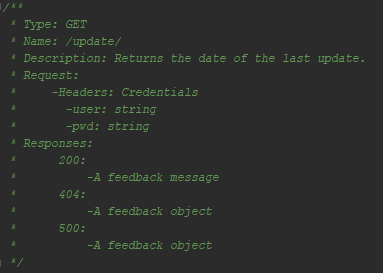 /**
* Type: GET
* Name: /update/
* Description: Returns the date of the last update.
* Request:
* -Headers: Credentials
* -user: string
* -pwd: string
* Responses:
* 200:
* -A feedback message
* 404:
* -A feedback object
* 500:
* -A feedback object
*/